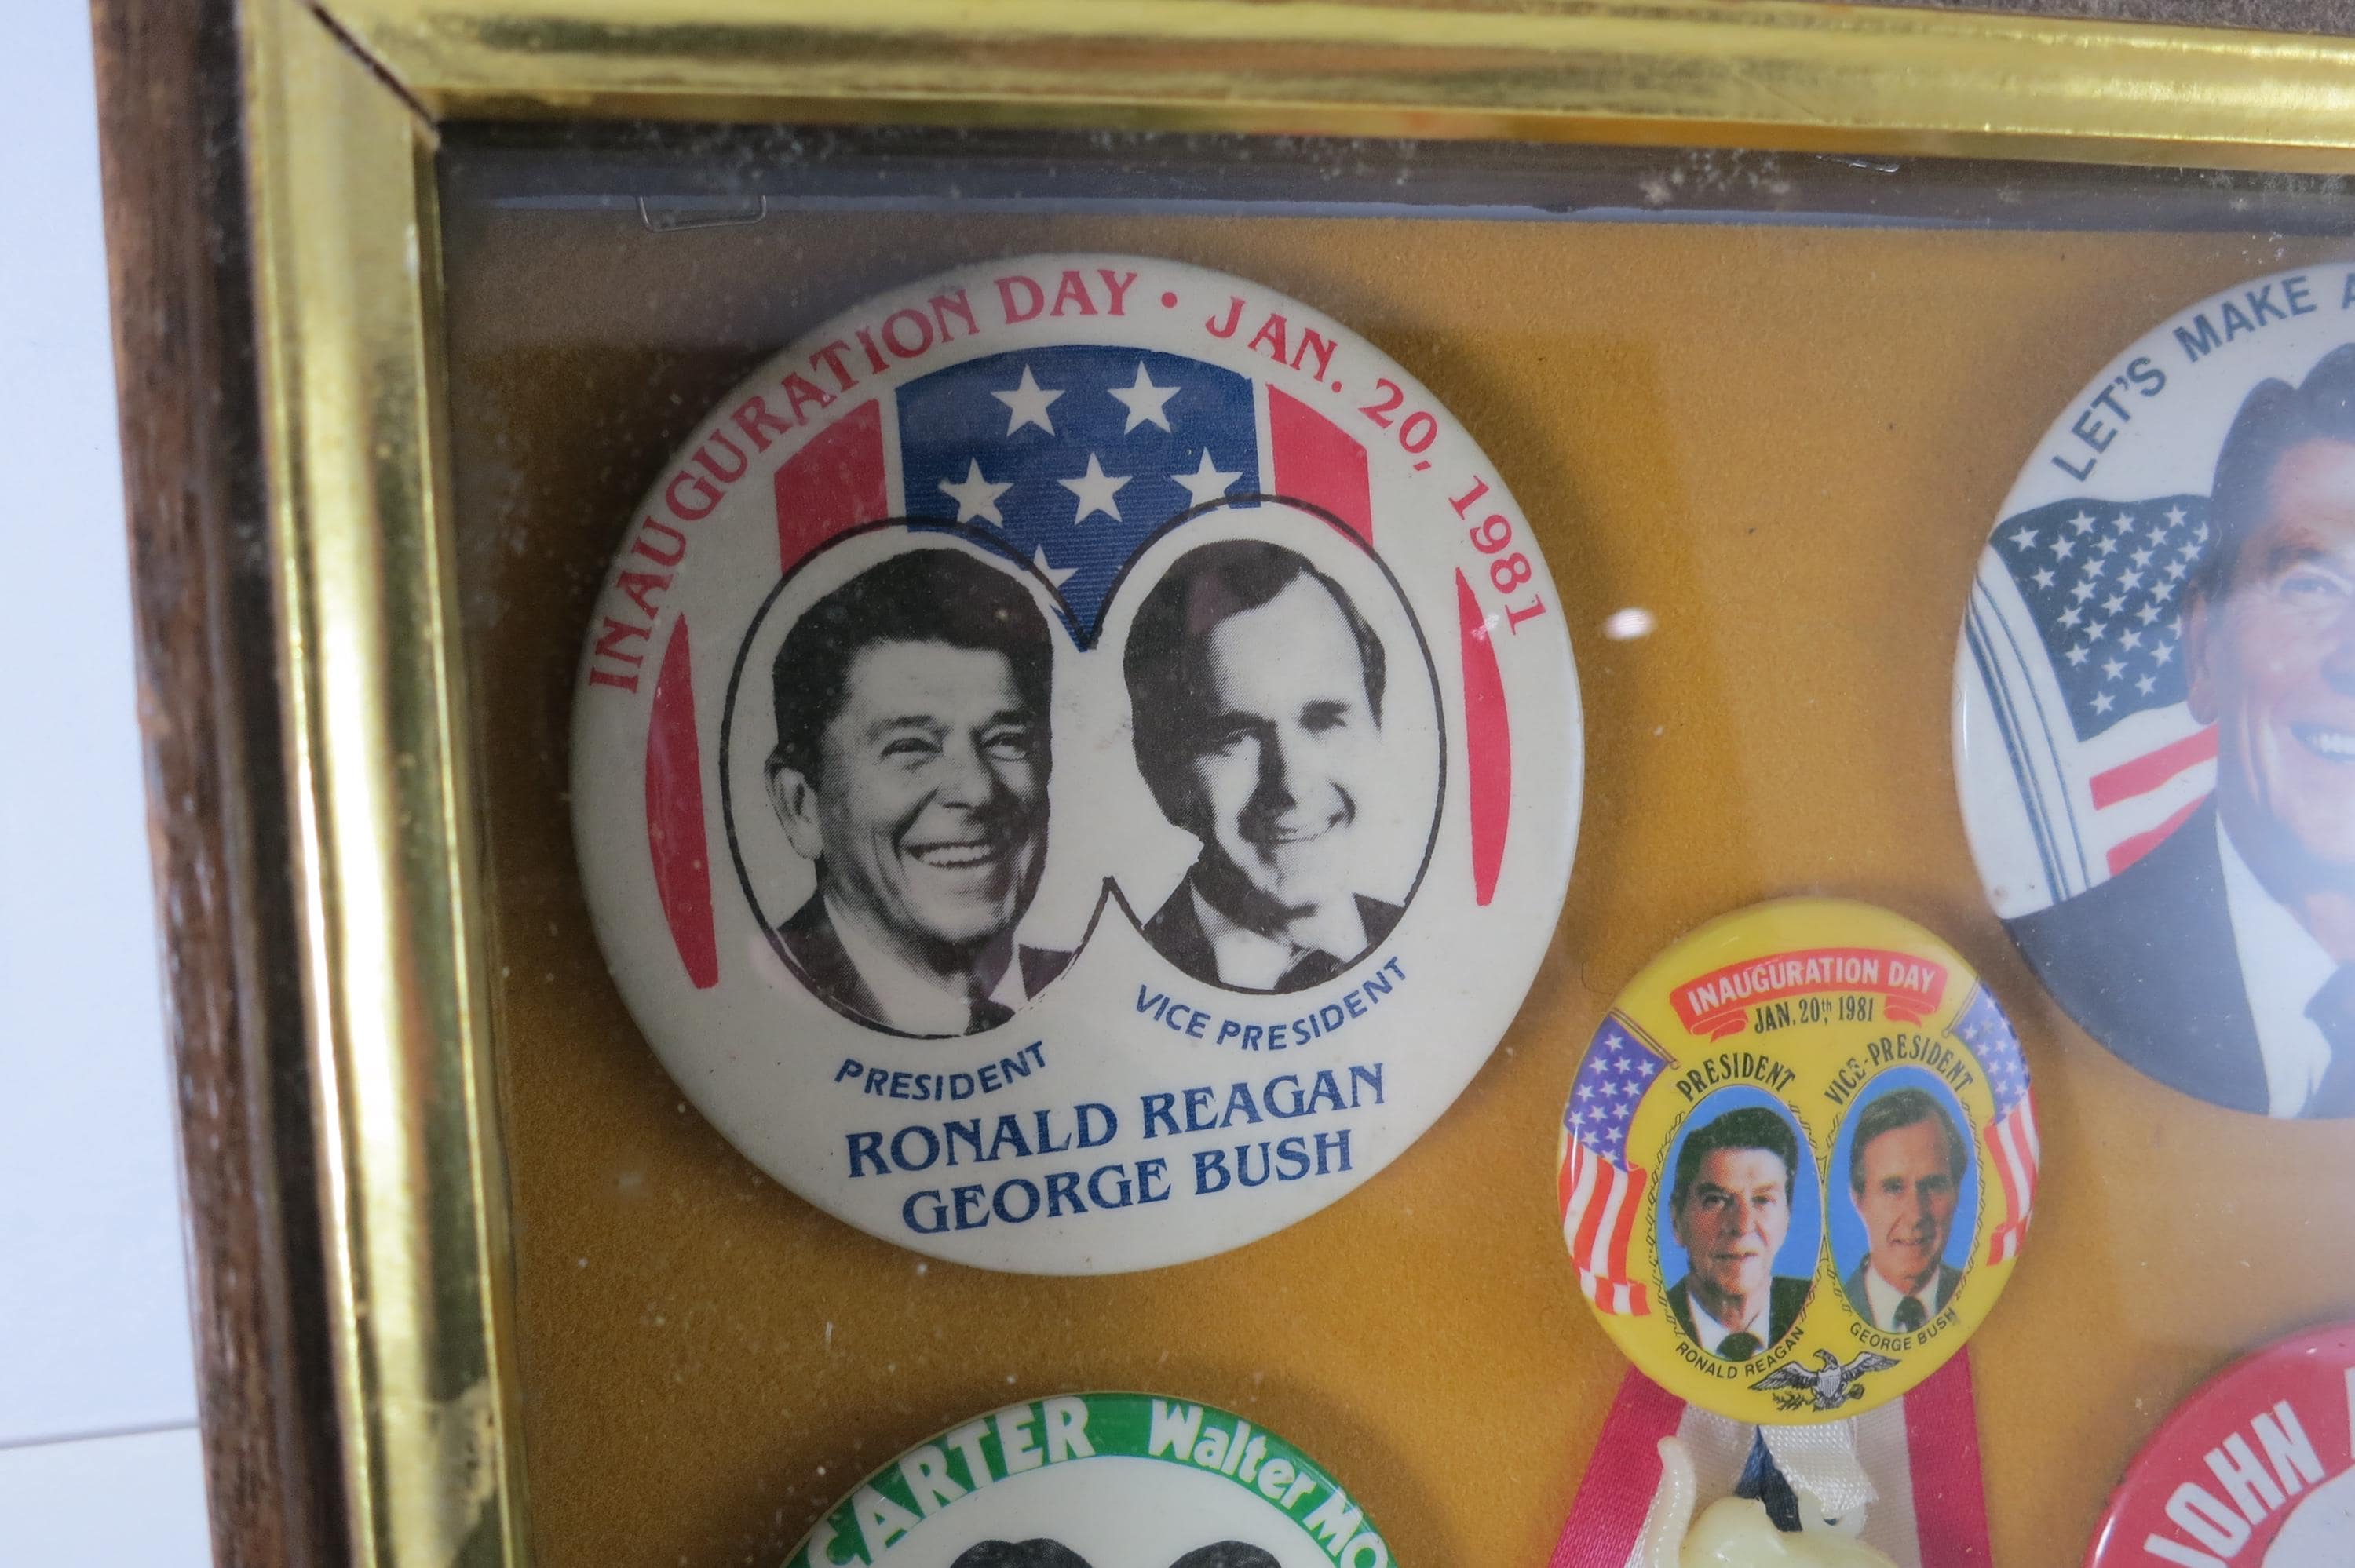 INAUGURATION DAY • JAN. 20, 1981
PRESIDENT
VICE PRESIDENT
RONALD REAGAN
GEORGE BUSH
LET'S MAKE
INAUGURATION DAY
JAN. 20th, 1981
PRESIDENT
VICE-PRESIDENT
RONALD REAGAN
GEORGE BUSH
CARTER Walter MO
JOHN